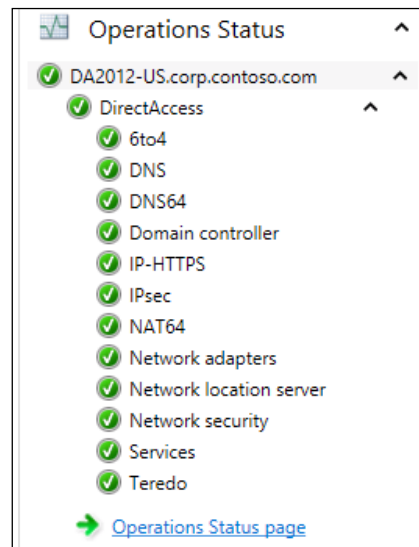 Operations Status
DA2012-US.corp.contoso.com
DirectAccess
6to4
DNS
DNS64
Domain controller
IP-HTTPS
IPsec
NAT64
Network adapters
Network location server
Network security
Services
Teredo
Operations Status page